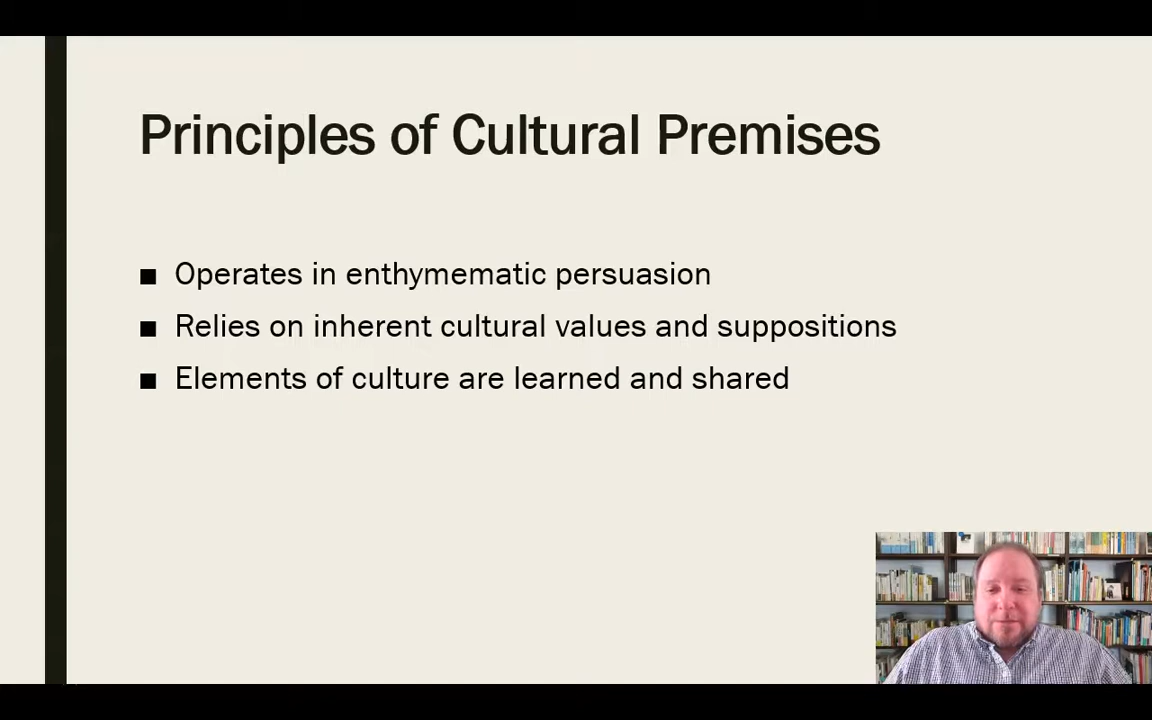 Principles of Cultural Premises
■ Operates in enthymematic persuasion
■ Relies on inherent cultural values and suppositions
■ Elements of culture are learned and shared